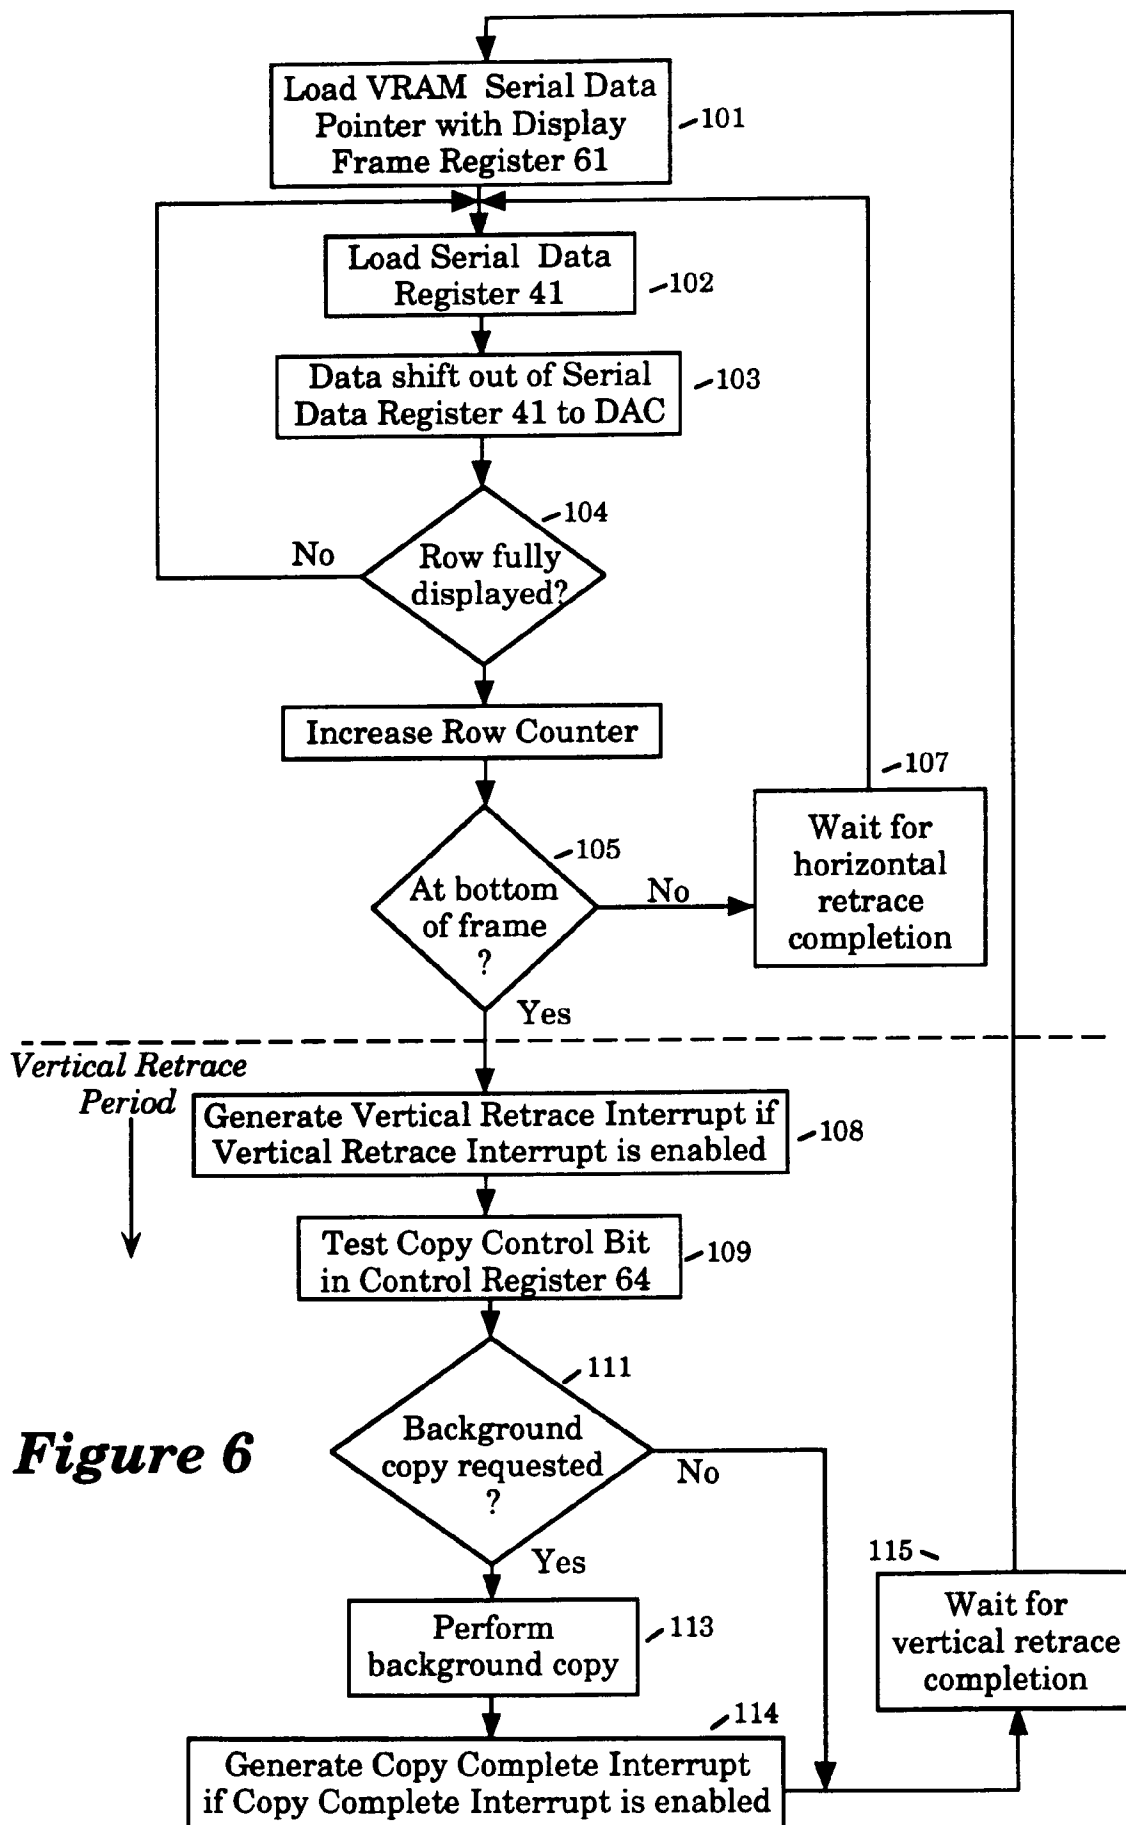 Load VRAM Serial Data
Pointer with Display
Frame Register 61
101
Load Serial Data
Register 41
102
Data shift out of Serial
Data Register 41 to DAC
103
104
No
Row fully
displayed?
Increase Row Counter
107
Wait for
horizontal
retrace
completion
105
At bottom
of frame
?
No
Yes
Vertical Retrace
Period
Generate Vertical Retrace Interrupt if
Vertical Retrace Interrupt is enabled
108
Test Copy Control Bit
in Control Register 64
109
111
Background
copy requested
?
No
Figure 6
Yes
115
Wait for
vertical retrace
completion
Perform
background copy
113
114
Generate Copy Complete Interrupt
if Copy Complete Interrupt is enabled